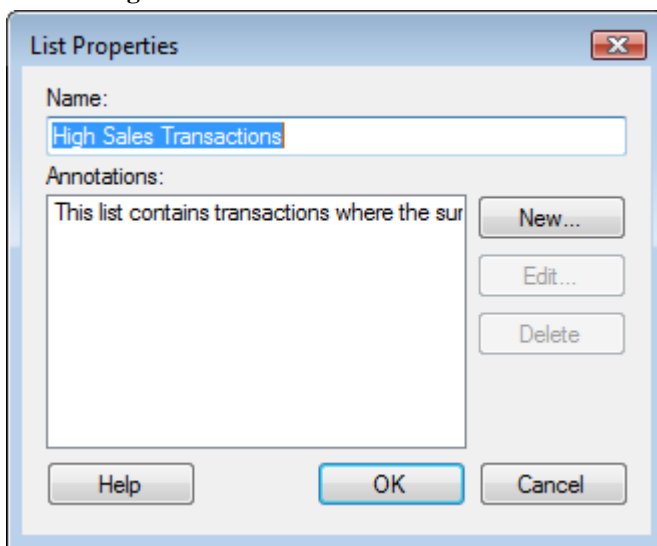 List Properties
Name:
High Sales Transactions
Annotations:
This list contains transactions where the sur
New...
Edit...
Delete
Help
OK
Cancel